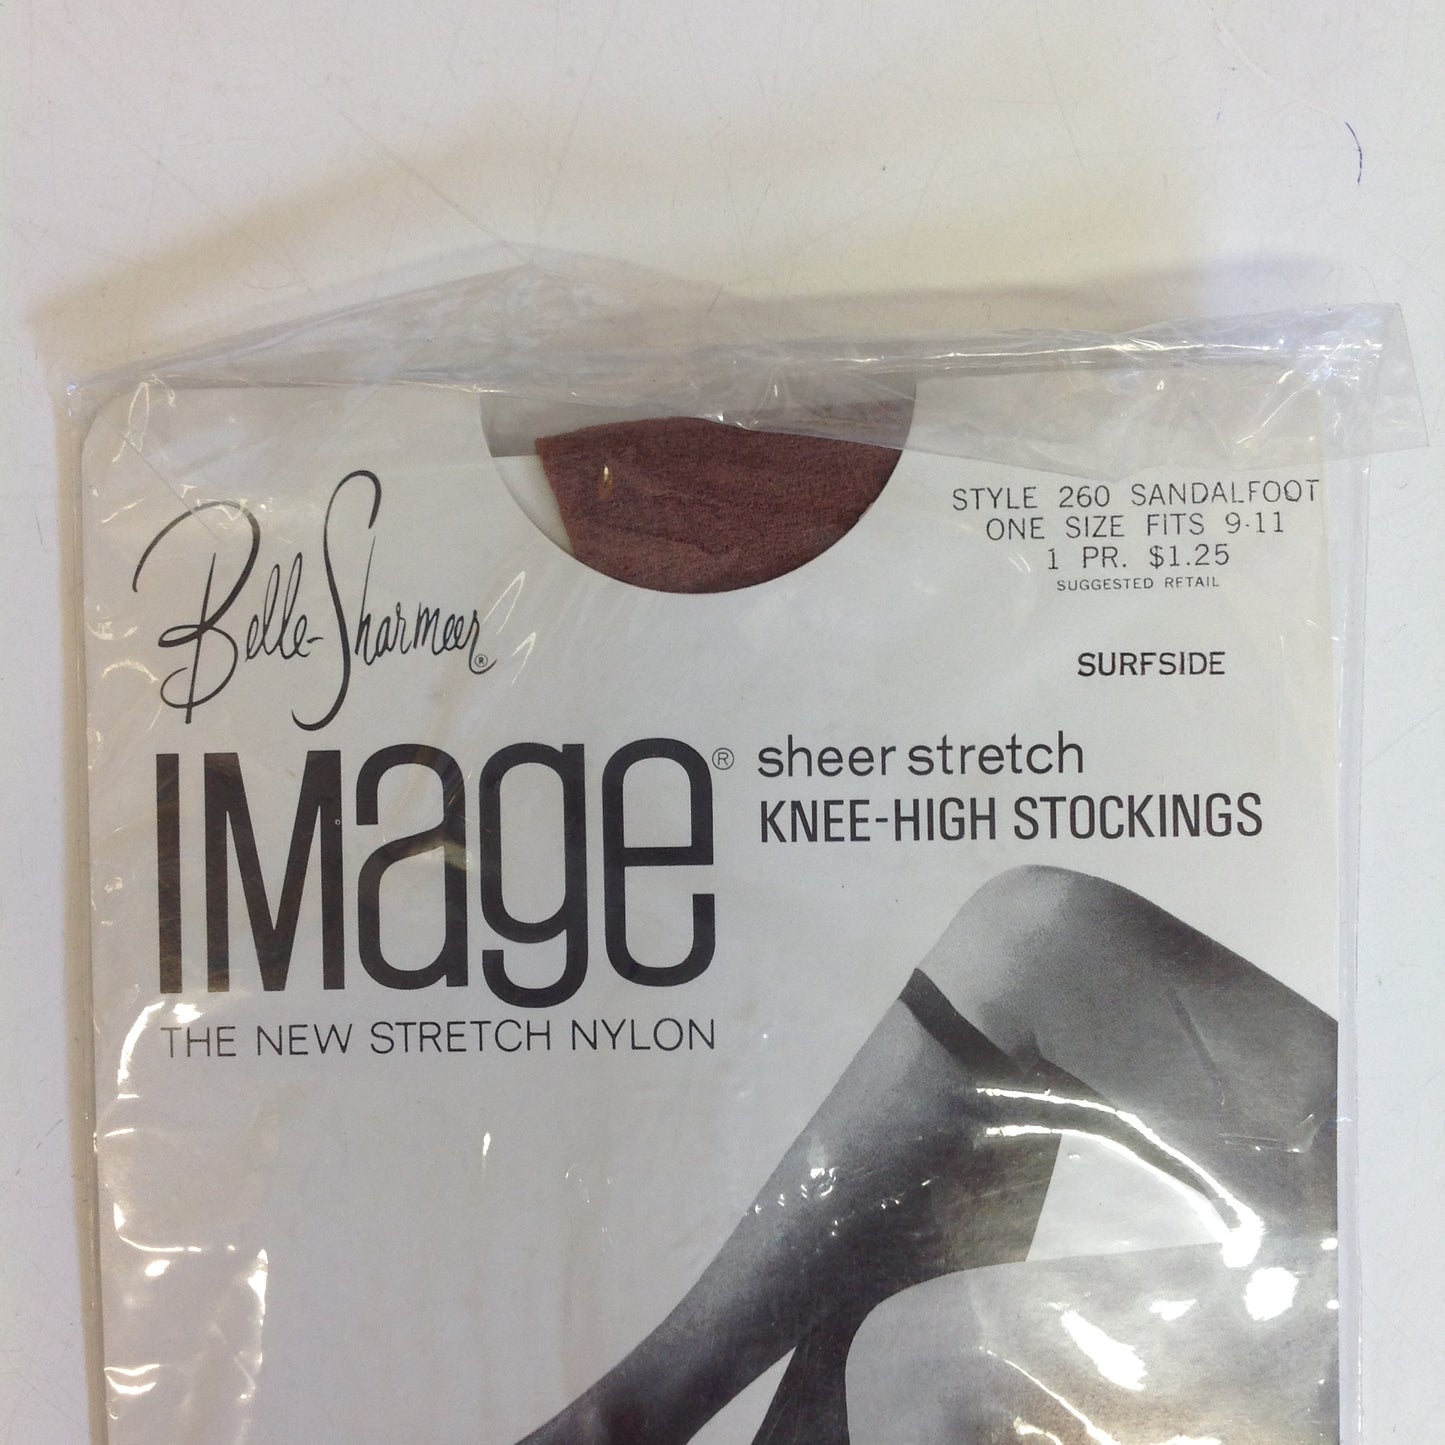 STYLE 260 SANDALFOOT
ONE SIZE FITS 9-11
1 PR. $1.25
SUGGESTED RETAIL
Belle-Sharmeer®
SURFSIDE
IMage®
sheer stretch
KNEE-HIGH STOCKINGS
THE NEW STRETCH NYLON